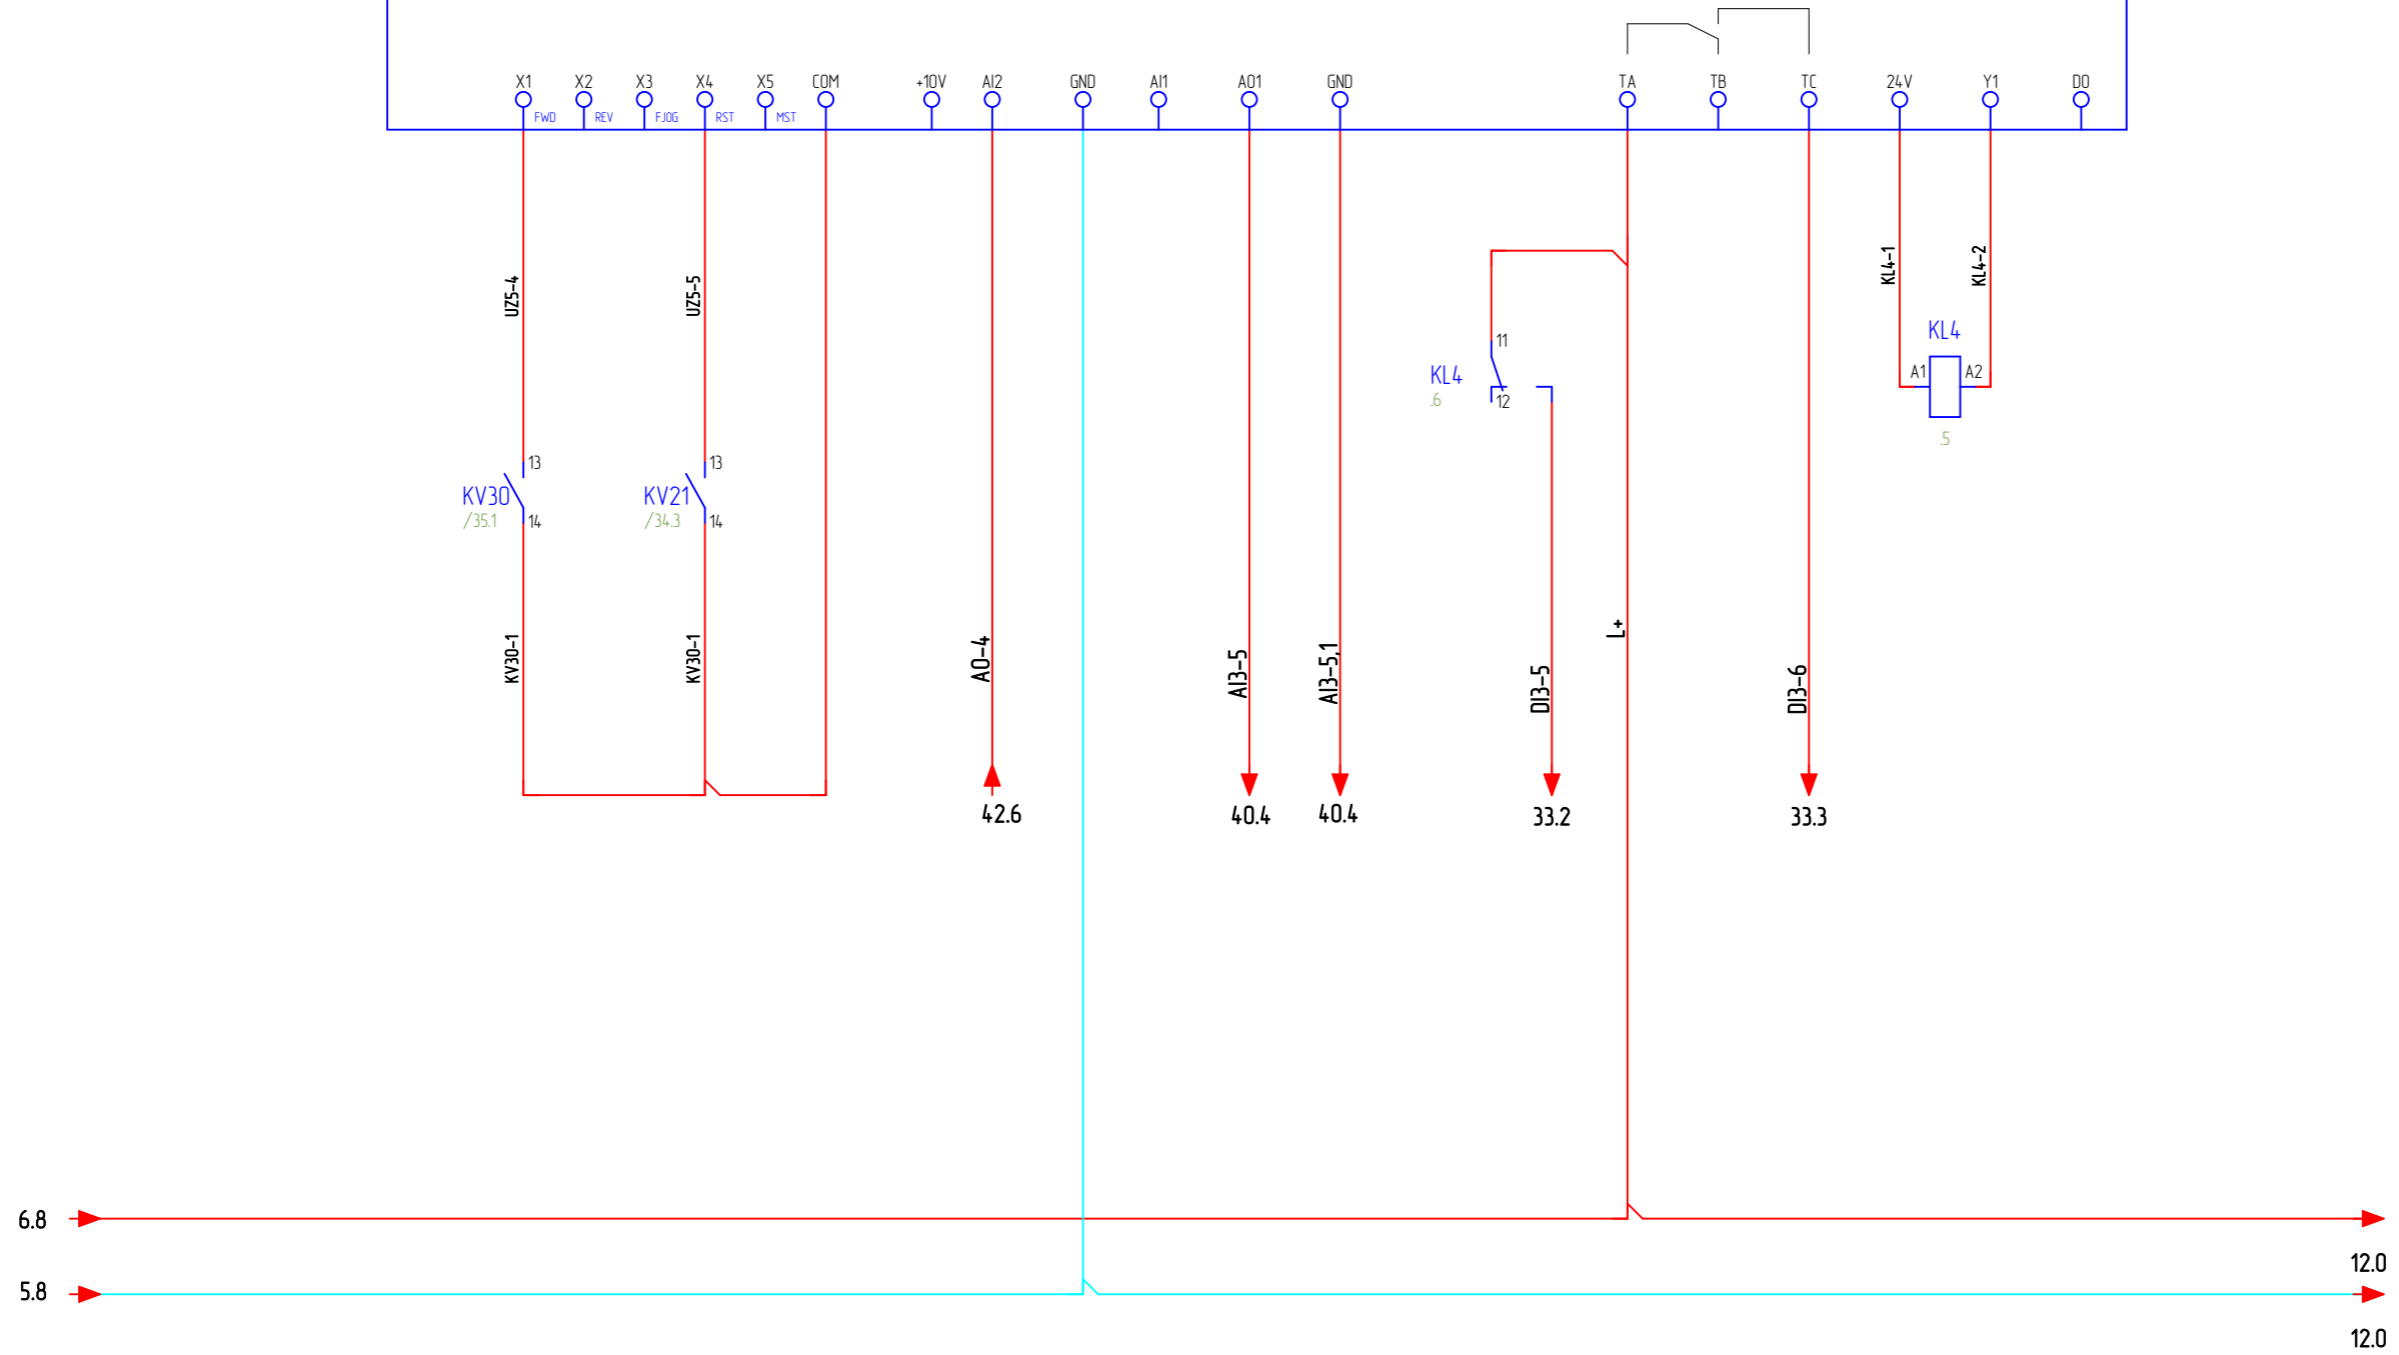 X1 X2 X3 X4 X5 COM +10V AI2 GND AI1 AO1 GND TA TB TC 24V Y1 DO
FWD REV FJOG RST MST
UZ5-4 UZ5-5 KL4-1 KL4-2
KL4
11
KL4 A1 A2
.6 12
.5
13 13
KV30 KV21
/35.1 14 /34.3 14
KV30-1 KV30-1 AO-4 AI3-5 AI3-5,1 DI3-5 L+ DI3-6
42.6 40.4 40.4 33.2 33.3
6.8
12.0
5.8
12.0